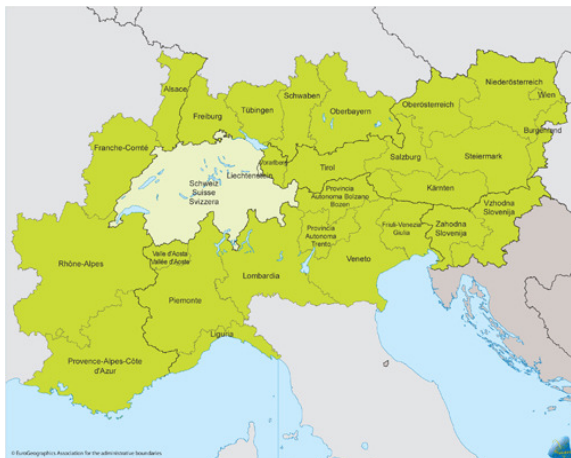 Alsace
Freiburg
Tübingen
Schwaben
Oberbayern
Oberösterreich
Niederösterreich
Wien
Burgenland
Franche-Comté
Schweiz
Suisse
Svizzera
Liechtenstein
Vorarlberg
Tirol
Salzburg
Steiermark
Kärnten
Provincia
Autonoma Bolzano
Bozen
Provincia
Autonoma
Trento
Friuli-Venezia
Giulia
Zahodna
Slovenija
Vzhodna
Slovenija
Rhône-Alpes
Valle d'Aosta
Vallée d'Aoste
Piemonte
Lombardia
Veneto
Liguria
Provence-Alpes-Côte
d'Azur
© EuroGeographics Association for the administrative boundaries